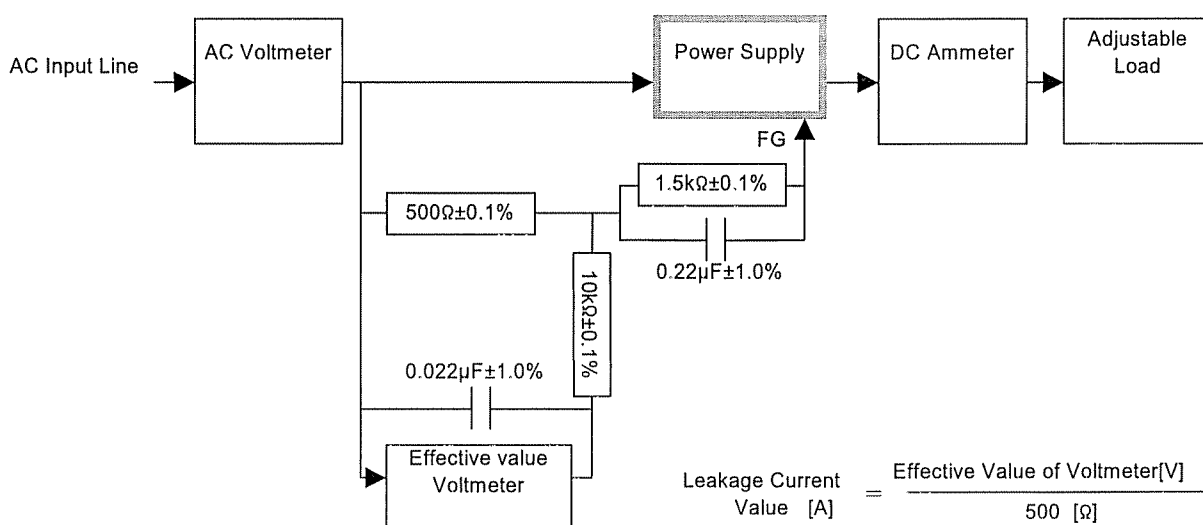 AC Input Line
AC Voltmeter
Power Supply
DC Ammeter
Adjustable
Load
FG
1.5kΩ±0.1%
500Ω±0.1%
0.22µF±1.0%
10kΩ±0.1%
0.022µF±1.0%
Effective value
Voltmeter
Leakage Current
Value [A]
=
Effective Value of Voltmeter[V]
500 [Ω]